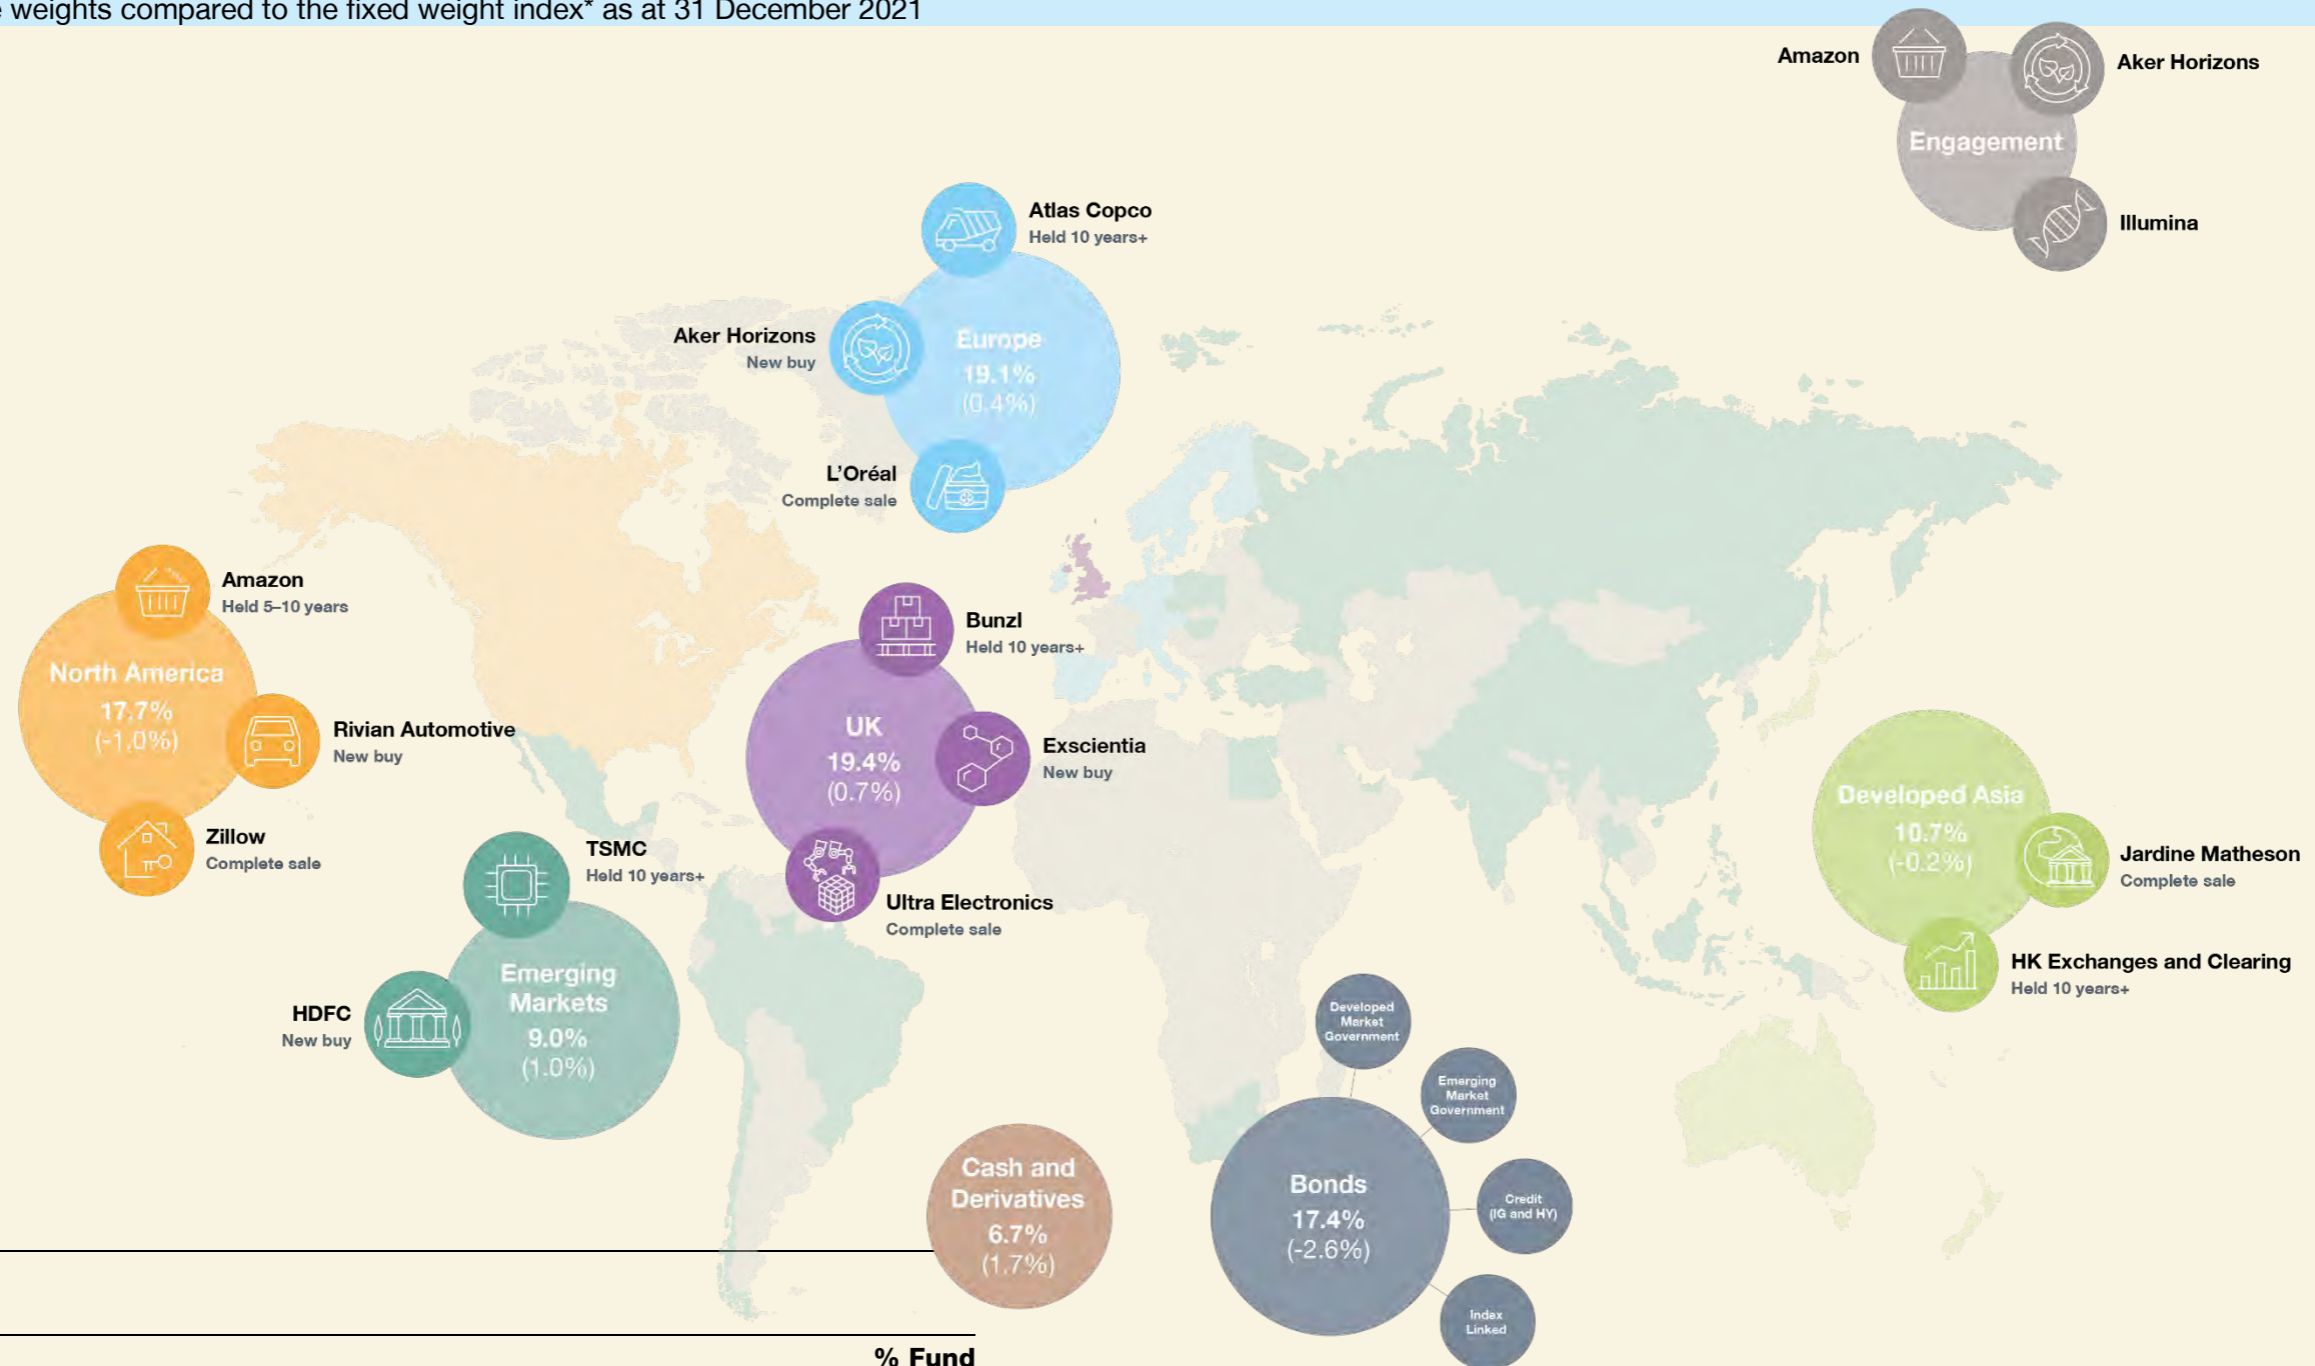 weights compared to the fixed weight index* as at 31 December 2021
Amazon
Aker Horizons
Engagement
Illumina
Atlas Copco
Held 10 years+
Aker Horizons
New buy
Europe
19.1%
(0.4%)
L'Oréal
Complete sale
Amazon
Held 5–10 years
North America
17.7%
(-1.0%)
Rivian Automotive
New buy
Zillow
Complete sale
Bunzl
Held 10 years+
UK
19.4%
(0.7%)
Exscientia
New buy
Ultra Electronics
Complete sale
TSMC
Held 10 years+
Emerging
Markets
9.0%
(1.0%)
HDFC
New buy
Developed Asia
10.7%
(-0.2%)
Jardine Matheson
Complete sale
HK Exchanges and Clearing
Held 10 years+
Cash and
Derivatives
6.7%
(1.7%)
Bonds
17.4%
(-2.6%)
Developed
Market
Government
Emerging
Market
Government
Credit
(IG and HY)
Index
Linked
% Fund